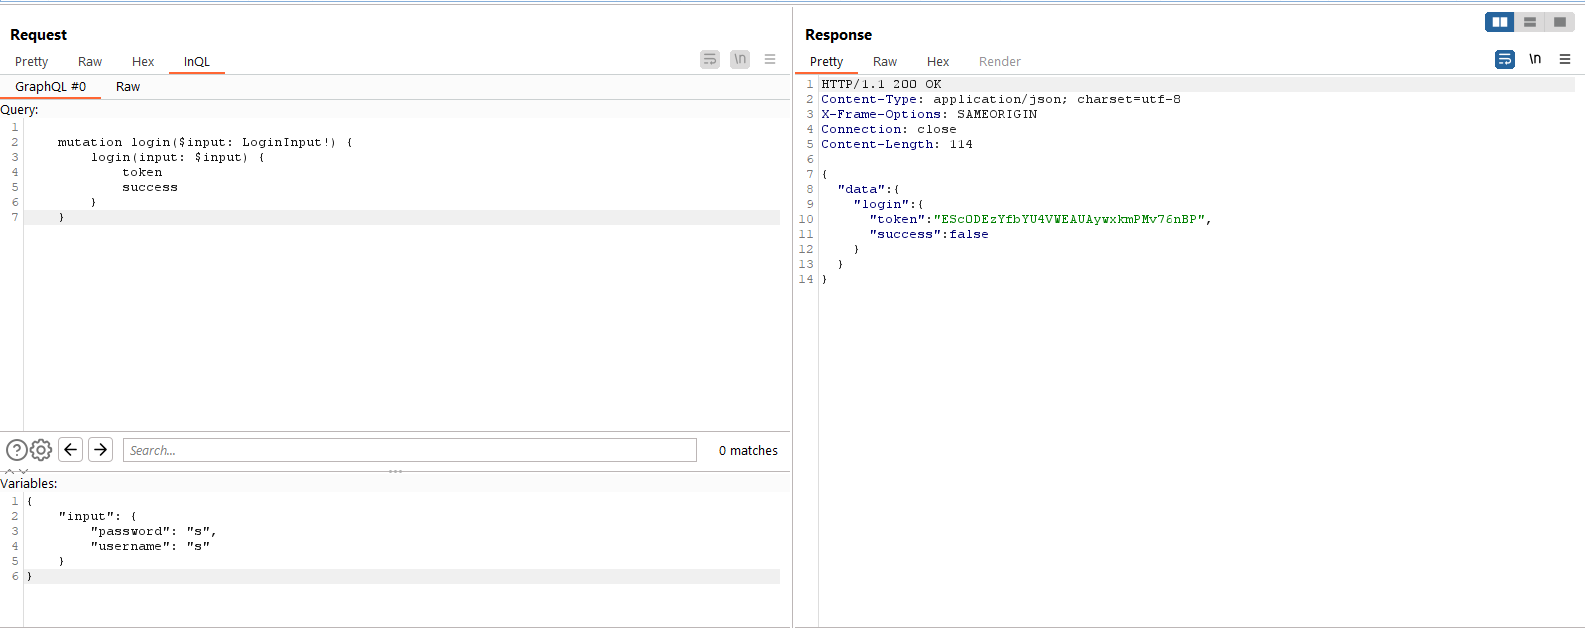 Request
Pretty Raw Hex InQL
\n
GraphQL #0 Raw
Query:
1
2 mutation login($input: LoginInput!) {
3 login(input: $input) {
4 token
5 success
6 }
7 }
Search...
0 matches
Variables:
1 {
2 "input": {
3 "password": "s",
4 "username": "s"
5 }
6 }
Response
Pretty Raw Hex Render
\n
1 HTTP/1.1 200 OK
2 Content-Type: application/json; charset=utf-8
3 X-Frame-Options: SAMEORIGIN
4 Connection: close
5 Content-Length: 114
6
7 {
8 "data":{
9 "login":{
10 "token":"EScODEzYfbYU4VWEAUAywxkmPMv76nBP",
11 "success":false
12 }
13 }
14 }